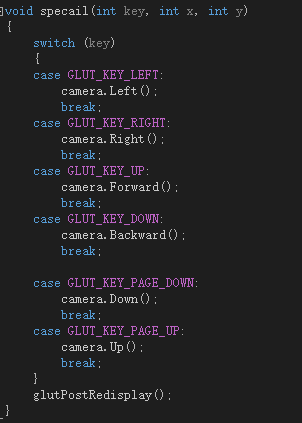 void specail(int key, int x, int y)
{
    switch (key)
    {
    case GLUT_KEY_LEFT:
        camera.Left();
        break;
    case GLUT_KEY_RIGHT:
        camera.Right();
        break;
    case GLUT_KEY_UP:
        camera.Forward();
        break;
    case GLUT_KEY_DOWN:
        camera.Backward();
        break;

    case GLUT_KEY_PAGE_DOWN:
        camera.Down();
        break;
    case GLUT_KEY_PAGE_UP:
        camera.Up();
        break;
    }
    glutPostRedisplay();
}